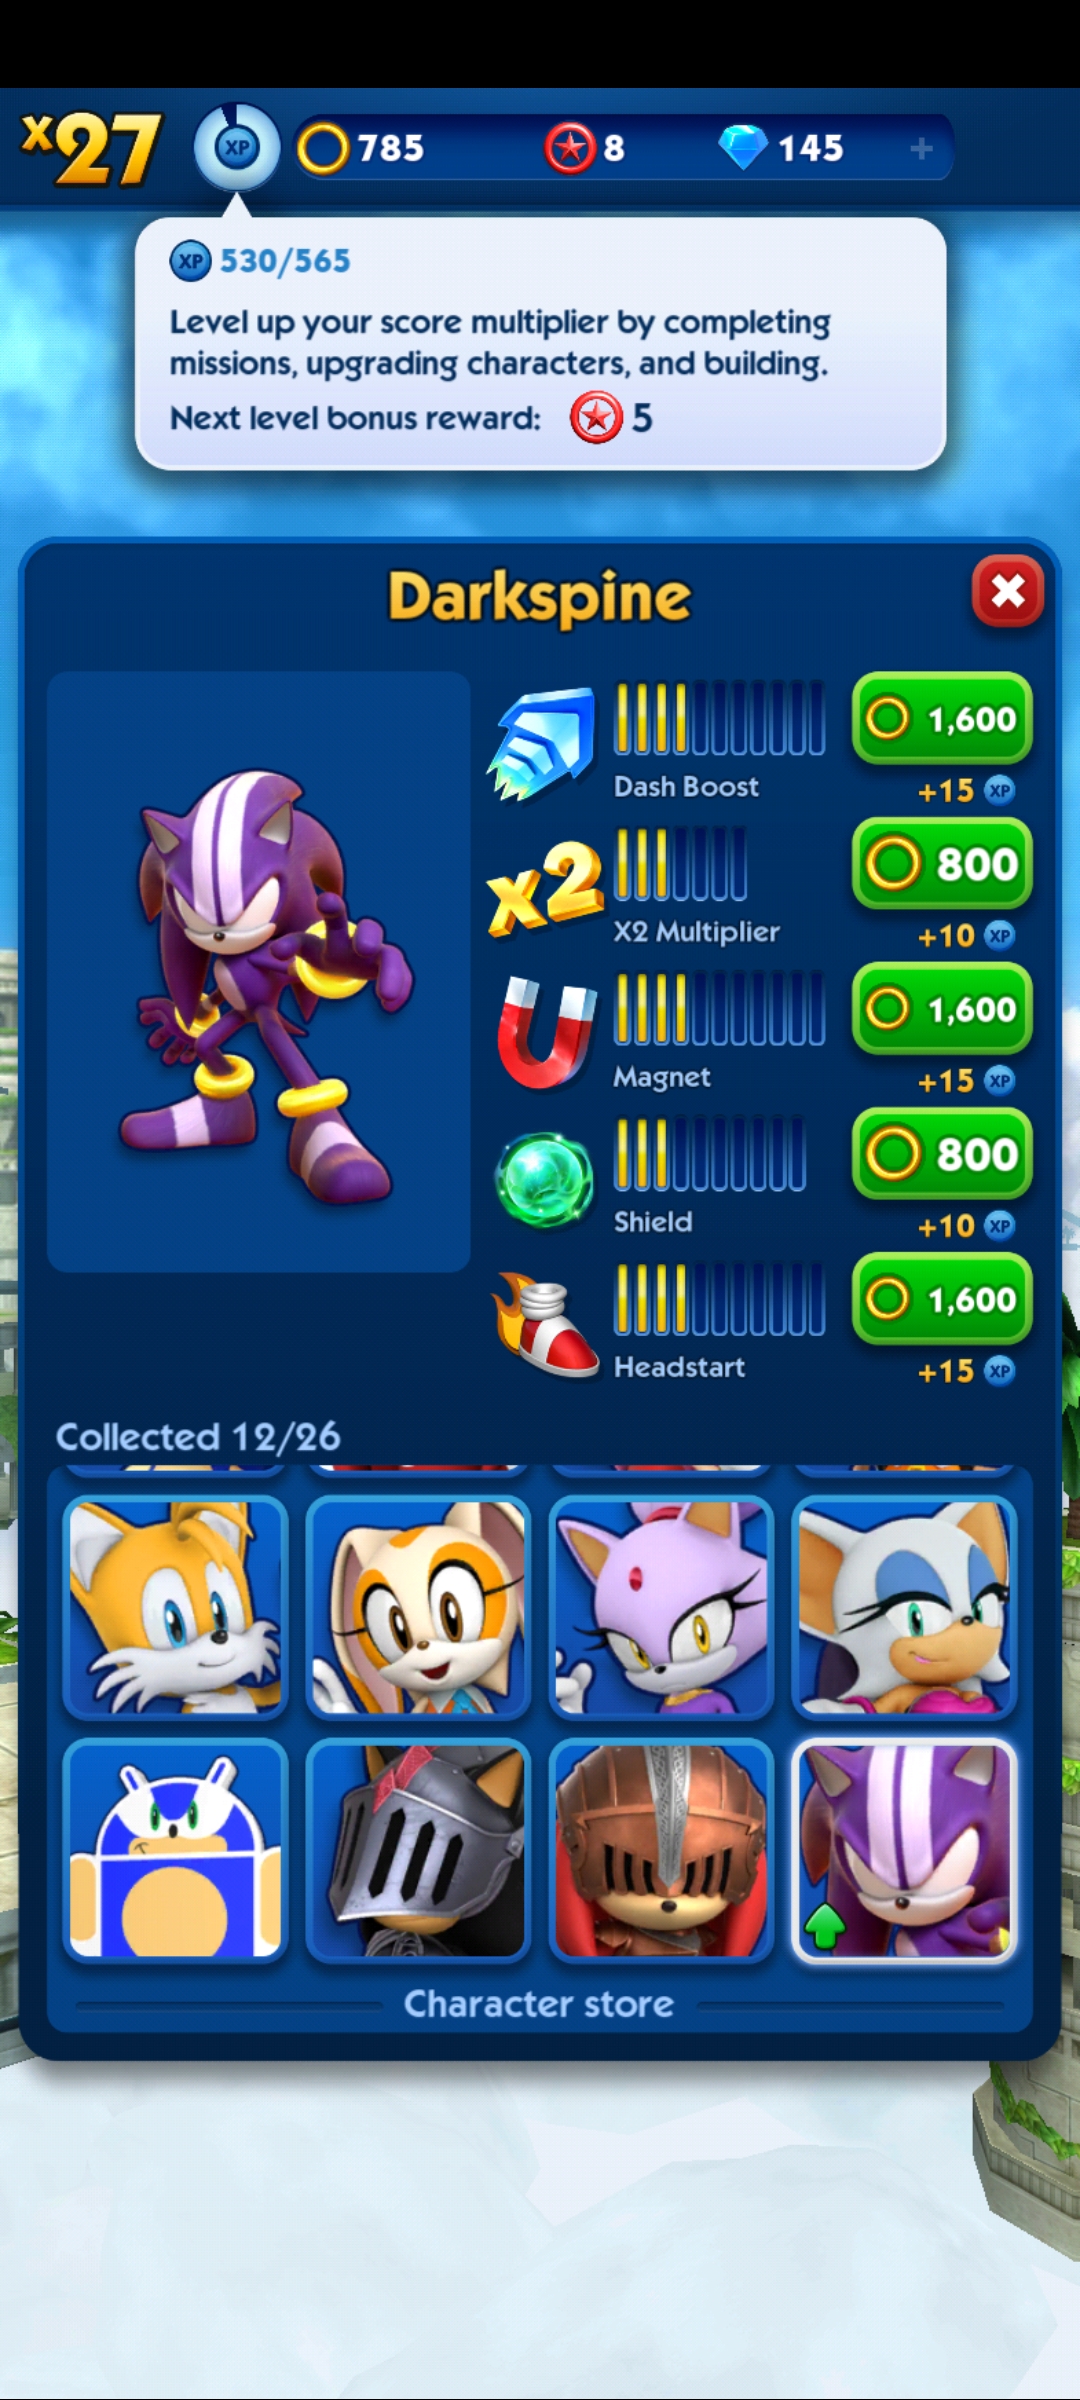 x27
XP
785
8
145
+
XP 530/565
Level up your score multiplier by completing
missions, upgrading characters, and building.
Next level bonus reward: 5
Darkspine
1,600
Dash Boost
+15 XP
x2
800
X2 Multiplier
+10 XP
1,600
Magnet
+15 XP
800
Shield
+10 XP
1,600
Headstart
+15 XP
Collected 12/26
Character store